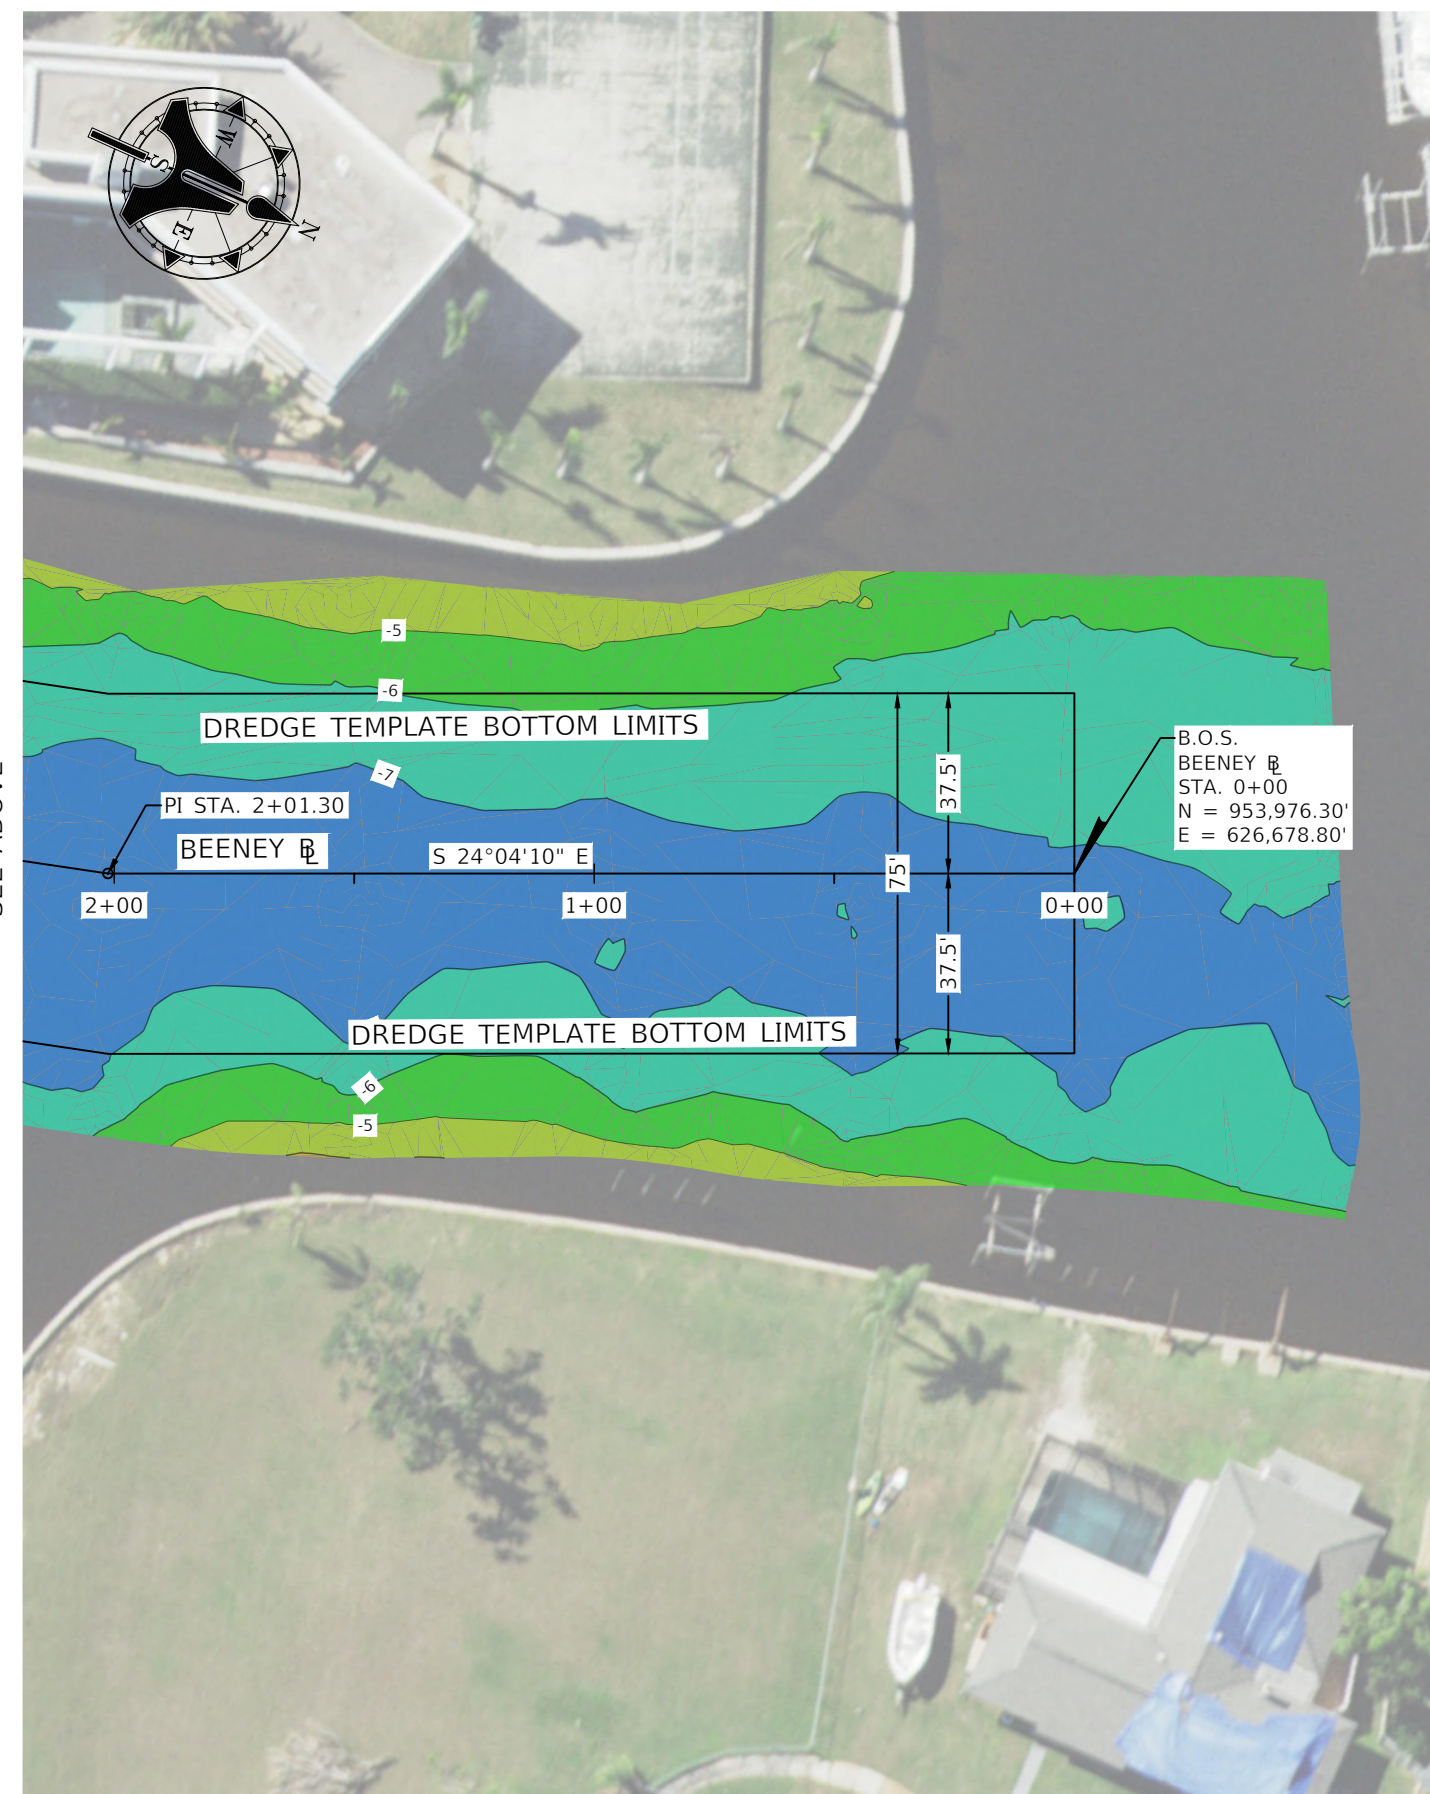 W
S
N
E
-5
-6
DREDGE TEMPLATE BOTTOM LIMITS
B.O.S.
BEENEY BL
STA. 0+00
N = 953,976.30'
E = 626,678.80'
-7
37.5'
PI STA. 2+01.30
BEENEY BL
S 24°04'10" E
75'
2+00
1+00
0+00
37.5'
DREDGE TEMPLATE BOTTOM LIMITS
-6
-5